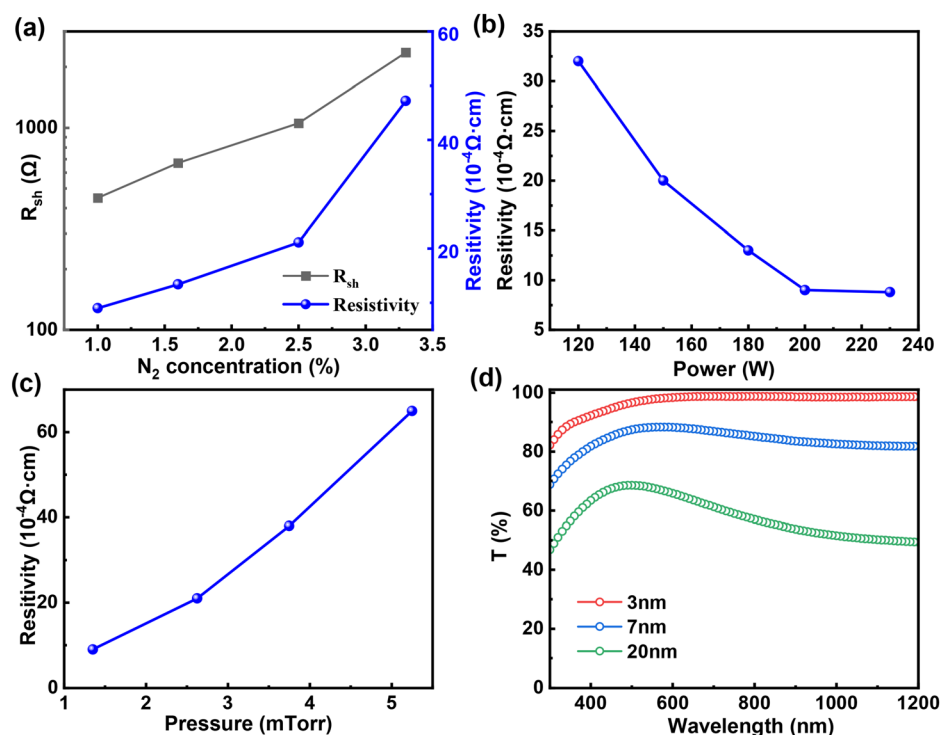 (a)
R_sh (Ω)
1000
100
60
40
20
0
Resitivity (10⁻⁴Ω·cm)
R_sh
Resistivity
1.0 1.5 2.0 2.5 3.0 3.5
N₂ concentration (%)
(b)
Resitivity (10⁻⁴Ω·cm)
35
30
25
20
15
10
5
120 140 160 180 200 220 240
Power (W)
(c)
Resitivity (10⁻⁴Ω·cm)
60
40
20
0
1 2 3 4 5
Pressure (mTorr)
(d)
T (%)
100
80
60
40
20
0
3nm
7nm
20nm
400 600 800 1000 1200
Wavelength (nm)